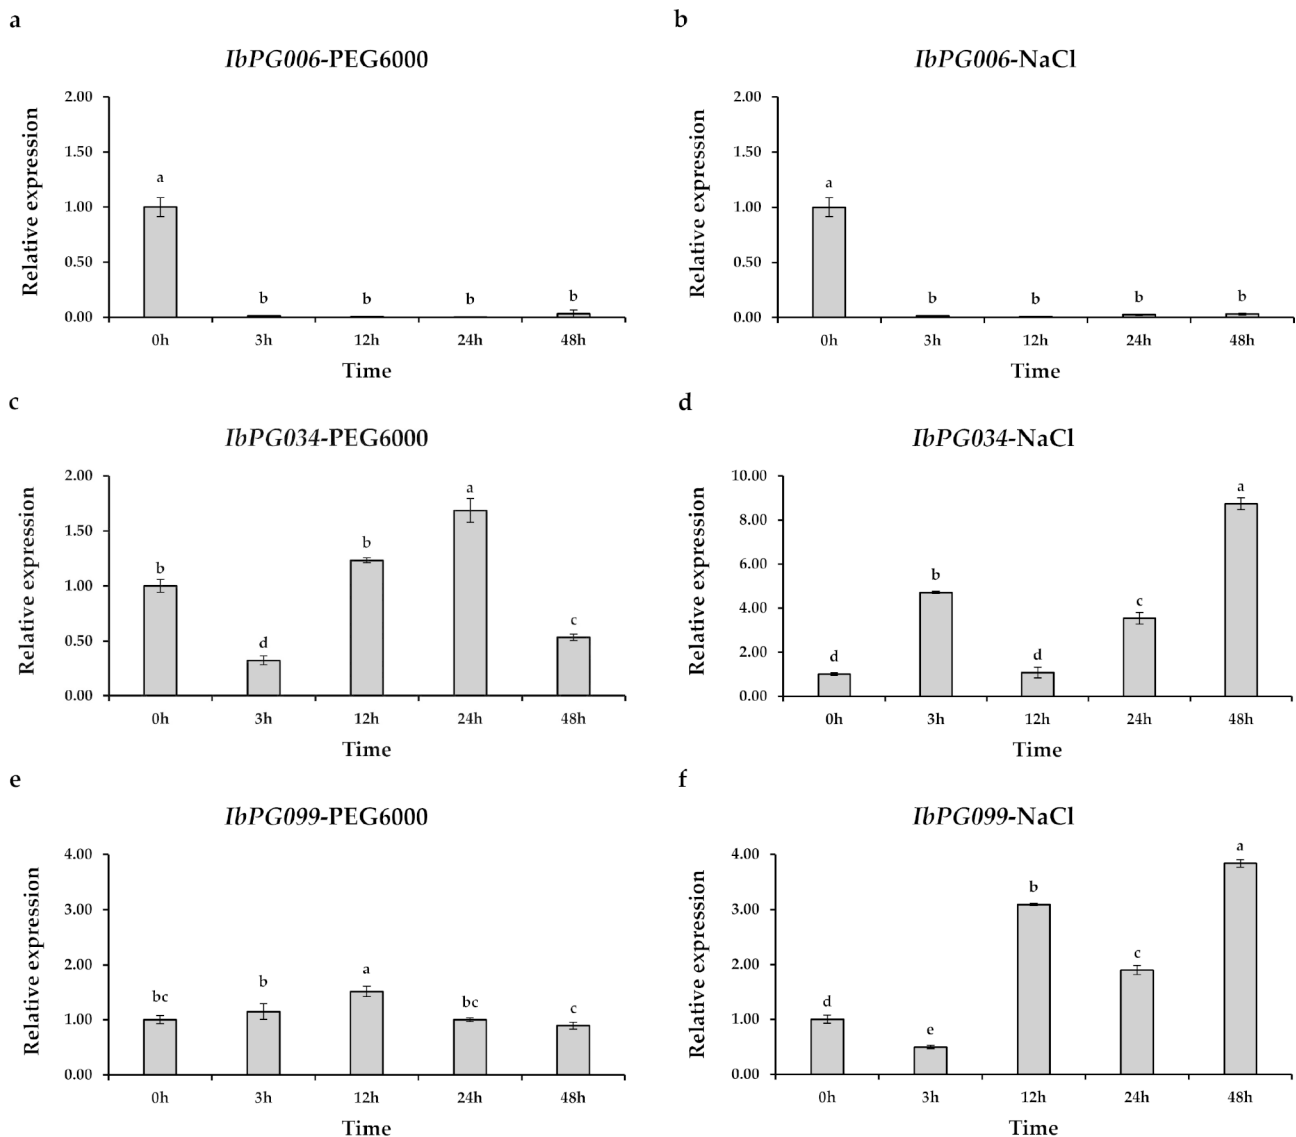 a
IbPG006-PEG6000
Relative expression
2.00
1.50
1.00
0.50
0.00
a
b
b
b
b
0h
3h
12h
24h
48h
Time
b
IbPG006-NaCl
Relative expression
2.00
1.50
1.00
0.50
0.00
a
b
b
b
b
0h
3h
12h
24h
48h
Time
c
IbPG034-PEG6000
Relative expression
2.00
1.50
1.00
0.50
0.00
b
d
b
a
c
0h
3h
12h
24h
48h
Time
d
IbPG034-NaCl
Relative expression
10.00
8.00
6.00
4.00
2.00
0.00
d
b
d
c
a
0h
3h
12h
24h
48h
Time
e
IbPG099-PEG6000
Relative expression
4.00
3.00
2.00
1.00
0.00
bc
b
a
bc
c
0h
3h
12h
24h
48h
Time
f
IbPG099-NaCl
Relative expression
4.00
3.00
2.00
1.00
0.00
d
e
b
c
a
0h
3h
12h
24h
48h
Time